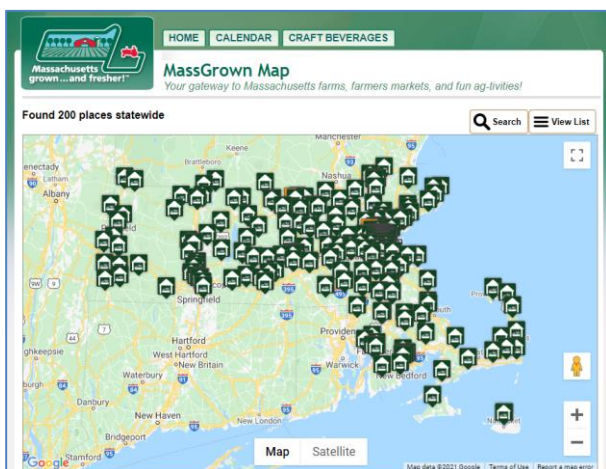 HOME CALENDAR CRAFT BEVERAGES
Massachusetts
grown...and fresher!™
MassGrown Map
Your gateway to Massachusetts farms, farmers markets, and fun ag-tivities!
Found 200 places statewide
Search View List
Manchester
Keene
Brattleboro
Nashua
Latham
Albany
Springfield
Hartford
West Hartford
New Britain
Warwick
New Bedford
Waterbury
Danbury
New Haven
New London
Bridgeport
Stamford
Map Satellite
Google
Map data ©2021 Google Terms of Use Report a map error